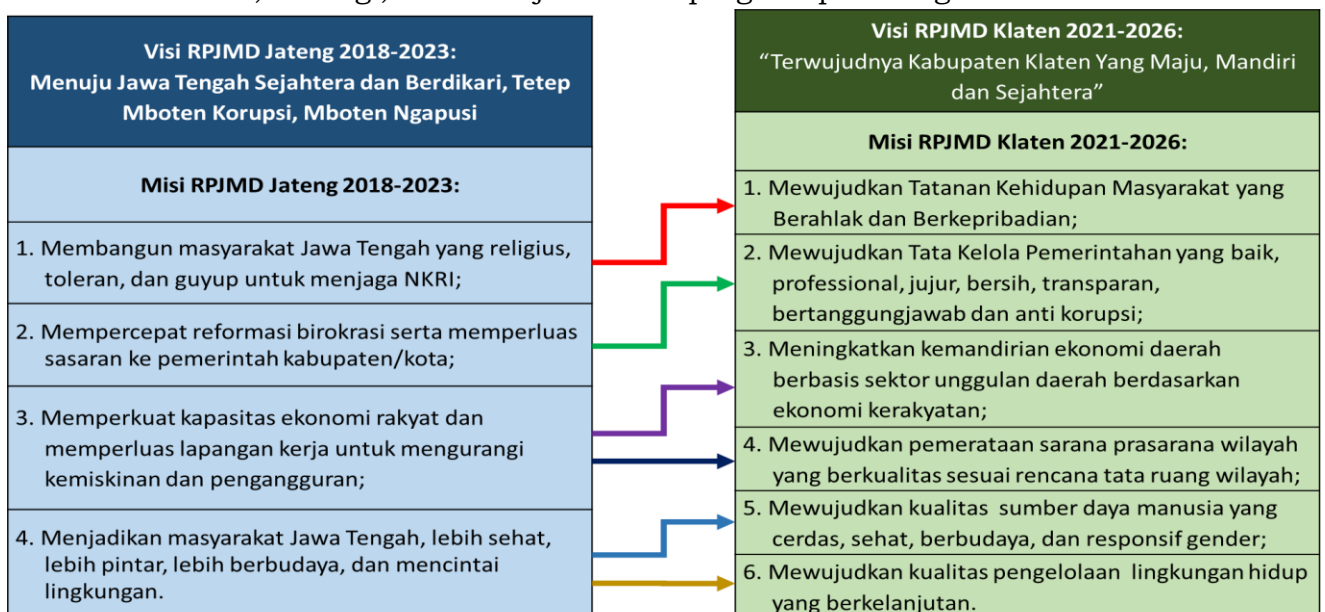 Visi RPJMD Jateng 2018-2023:
Menuju Jawa Tengah Sejahtera dan Berdikari, Tetep
Mboten Korupsi, Mboten Ngapusi
Misi RPJMD Jateng 2018-2023:
1. Membangun masyarakat Jawa Tengah yang religius,
toleran, dan guyup untuk menjaga NKRI;
2. Mempercepat reformasi birokrasi serta memperluas
sasaran ke pemerintah kabupaten/kota;
3. Memperkuat kapasitas ekonomi rakyat dan
memperluas lapangan kerja untuk mengurangi
kemiskinan dan pengangguran;
4. Menjadikan masyarakat Jawa Tengah, lebih sehat,
lebih pintar, lebih berbudaya, dan mencintai
lingkungan.
Visi RPJMD Klaten 2021-2026:
“Terwujudnya Kabupaten Klaten Yang Maju, Mandiri
dan Sejahtera”
Misi RPJMD Klaten 2021-2026:
1. Mewujudkan Tatanan Kehidupan Masyarakat yang
Berahlak dan Berkepribadian;
2. Mewujudkan Tata Kelola Pemerintahan yang baik,
professional, jujur, bersih, transparan,
bertanggungjawab dan anti korupsi;
3. Meningkatkan kemandirian ekonomi daerah
berbasis sektor unggulan daerah berdasarkan
ekonomi kerakyatan;
4. Mewujudkan pemerataan sarana prasarana wilayah
yang berkualitas sesuai rencana tata ruang wilayah;
5. Mewujudkan kualitas sumber daya manusia yang
cerdas, sehat, berbudaya, dan responsif gender;
6. Mewujudkan kualitas pengelolaan lingkungan hidup
yang berkelanjutan.